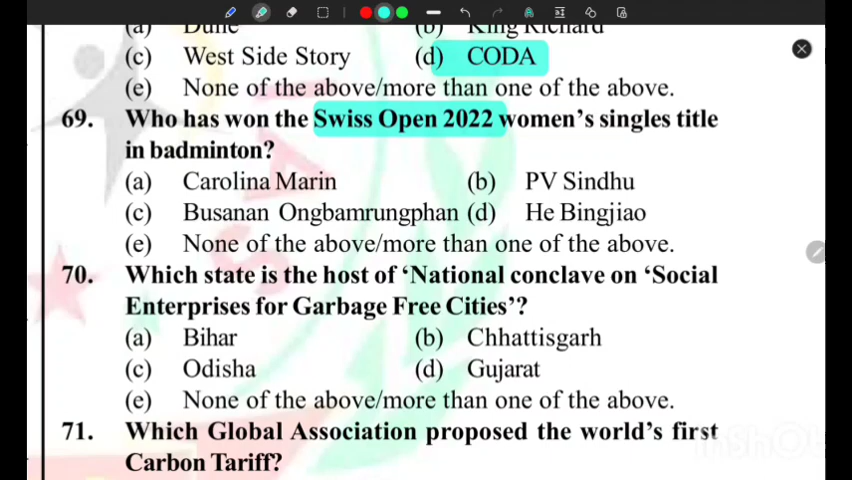 (a) Dune (b) King Richard
(c) West Side Story (d) CODA
(e) None of the above/more than one of the above.
69. Who has won the Swiss Open 2022 women's singles title
in badminton?
(a) Carolina Marin (b) PV Sindhu
(c) Busanan Ongbamrungphan (d) He Bingjiao
(e) None of the above/more than one of the above.
70. Which state is the host of ‘National conclave on ‘Social
Enterprises for Garbage Free Cities’?
(a) Bihar (b) Chhattisgarh
(c) Odisha (d) Gujarat
(e) None of the above/more than one of the above.
71. Which Global Association proposed the world's first
Carbon Tariff?